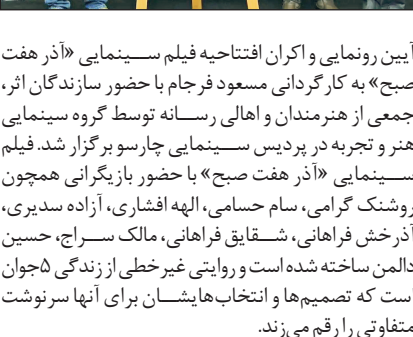 آیین رونمایی و اکران افتتاحیه فیلم سینمایی «آذر هفت
صبح» به کارگردانی مسعود فرجام با حضور سازندگان اثر،
جمعی از هنرمندان و اهالی رسانه توسط گروه سینمایی
هنر و تجربه در پردیس سینمایی چارسو برگزار شد. فیلم
سینمایی «آذر هفت صبح» با حضور بازیگرانی همچون
روشنک گرامی، سام حسامی، الهه افشاری، آزاده سدیری،
آذرخش فراهانی، شقایق فراهانی، مالک سراج، حسین
دالمن ساخته شده است و روایتی غیرخطی از زندگی ۵جوان
است که تصمیم‌ها و انتخاب‌هایشان برای آنها سرنوشت
متفاوتی را رقم می‌زند.